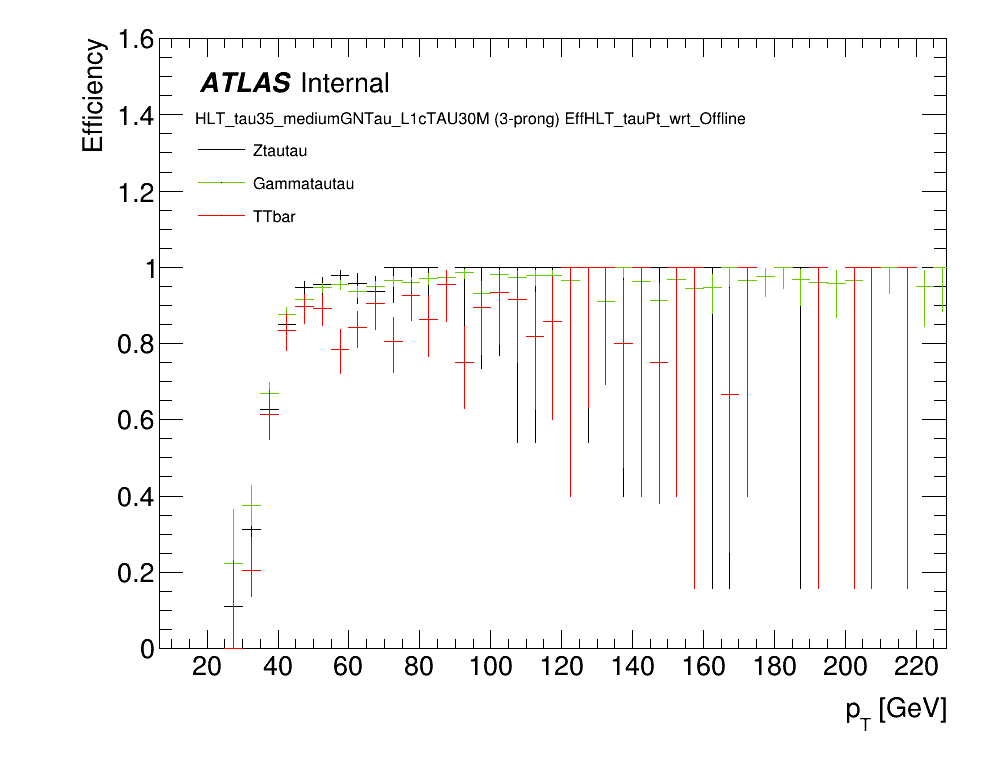 1.6
Efficiency
ATLAS Internal
1.4
HLT_tau35_mediumGNTau_L1cTAU30M (3-prong) EffHLT_tauPt_wrt_Offline
Ztautau
1.2
Gammatautau
TTbar
1
0.8
0.6
0.4
0.2
0
20 40 60 80 100 120 140 160 180 200 220
pT [GeV]